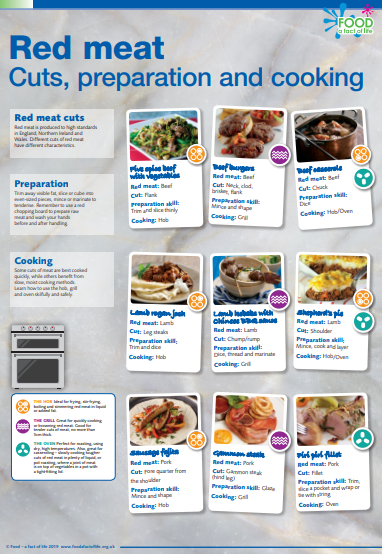 FOOD
a fact of life
Red meat
Cuts, preparation and cooking
Red meat cuts
Red meat is produced to high standards
in England, Northern Ireland and
Wales. Different cuts of red meat
have different characteristics.
Preparation
Trim away visible fat, slice or cube into
even-sized pieces, mince or marinate to
tenderise. Remember to use a red
chopping board to prepare raw
meat and wash your hands
before and after handling.
Cooking
Some cuts of meat are best cooked
quickly, while others benefit from
slow, moist cooking methods.
Learn how to use the hob, grill
and oven skilfully and safely.
THE HOB Ideal for frying, stir-frying,
boiling and simmering red meat in liquid
or added fat.
THE GRILL Great for quickly cooking
or browning red meat. Good for
tender cuts of meat, no more than
THE OVEN Perfect for roasting, using
dry, high temperatures. Also, great for
casseroling – slowly cooking tougher
cuts of red meat in plenty of liquid, or
pot roasting, where a joint of meat
is on top of vegetables in a pot with
a tight-fitting lid.
Five spice beef
with vegetables
Red meat: Beef
Cut: Flank
Preparation skill:
Trim and slice thinly
Cooking: Hob
Beef burgers
Red meat: Beef
Cut: Neck, clod,
brisket, flank
Preparation skill:
Mince and shape
Cooking: Grill
Beef casserole
Red meat: Beef
Cut: Chuck
Preparation skill:
Dice
Cooking: Hob/Oven
Lamb rogan josh
Red meat: Lamb
Cut: Leg steaks
Preparation skill:
Trim and dice
Cooking: Hob
Lamb kebabs with
Chinese BBQ sauce
Red meat: Lamb
Cut: Chump/rump
Preparation skill:
Dice, thread and marinate
Cooking: Grill
Shepherd's pie
Red meat: Lamb
Cut: Shoulder
Preparation skill:
Mince, cook and layer
Cooking: Hob/Oven
Sausage fajitas
Red meat: Pork
Cut: Fore quarter from
the shoulder
Preparation skill:
Mince and shape
Cooking: Hob
Gammon steak
Red meat: Pork
Cut: Gammon steak
(hind leg)
Preparation skill: Glaze
Cooking: Grill
Piri piri fillet
Red meat: Pork
Cut: Fillet
Preparation skill: Trim,
slice a pocket and wrap or
tie with string
Cooking: Oven
© Food – a fact of life 2019 www.foodafactoflife.org.uk